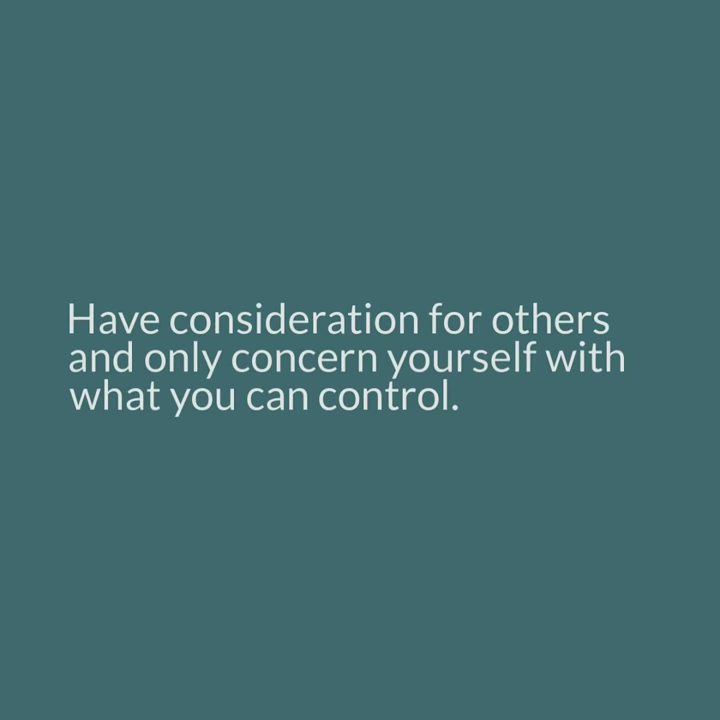 Have consideration for others
and only concern yourself with
what you can control.